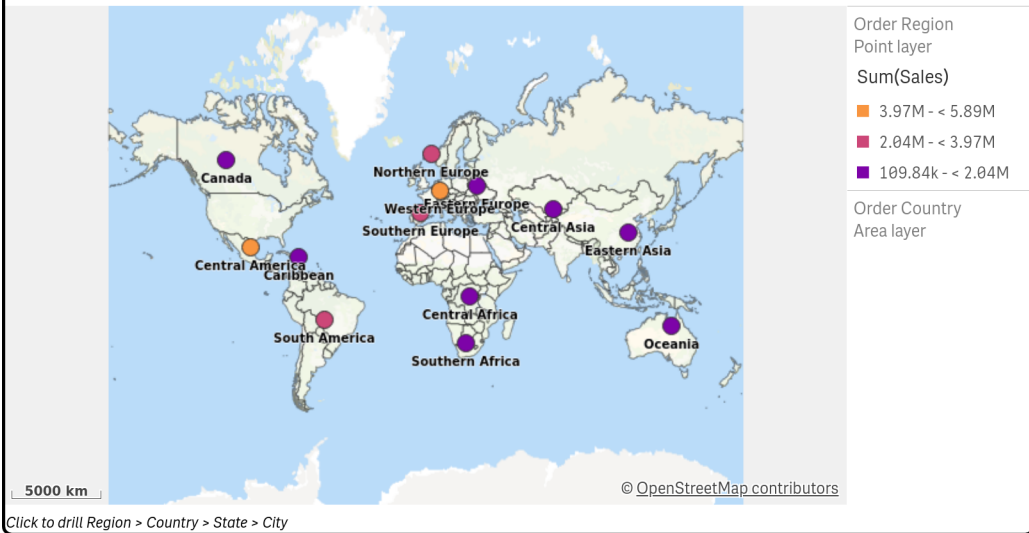 Order Region
Point layer
Sum(Sales)
3.97M - < 5.89M
2.04M - < 3.97M
109.84k - < 2.04M
Order Country
Area layer
Canada
Northern Europe
Eastern Europe
Western Europe
Southern Europe
Central Asia
Eastern Asia
Central America
Caribbean
Central Africa
South America
Oceania
Southern Africa
5000 km
© OpenStreetMap contributors
Click to drill Region > Country > State > City